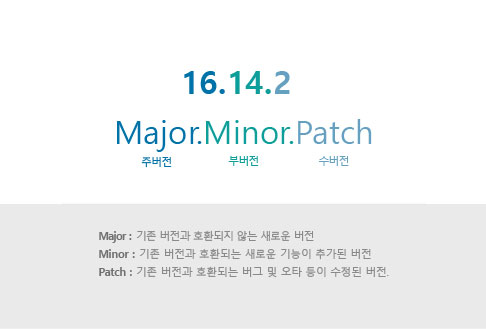 16.14.2
Major.Minor.Patch
주버전 부버전 수버전
Major : 기존 버전과 호환되지 않는 새로운 버전
Minor : 기존 버전과 호환되는 새로운 기능이 추가된 버전
Patch : 기존 버전과 호환되는 버그 및 오타 등이 수정된 버전.